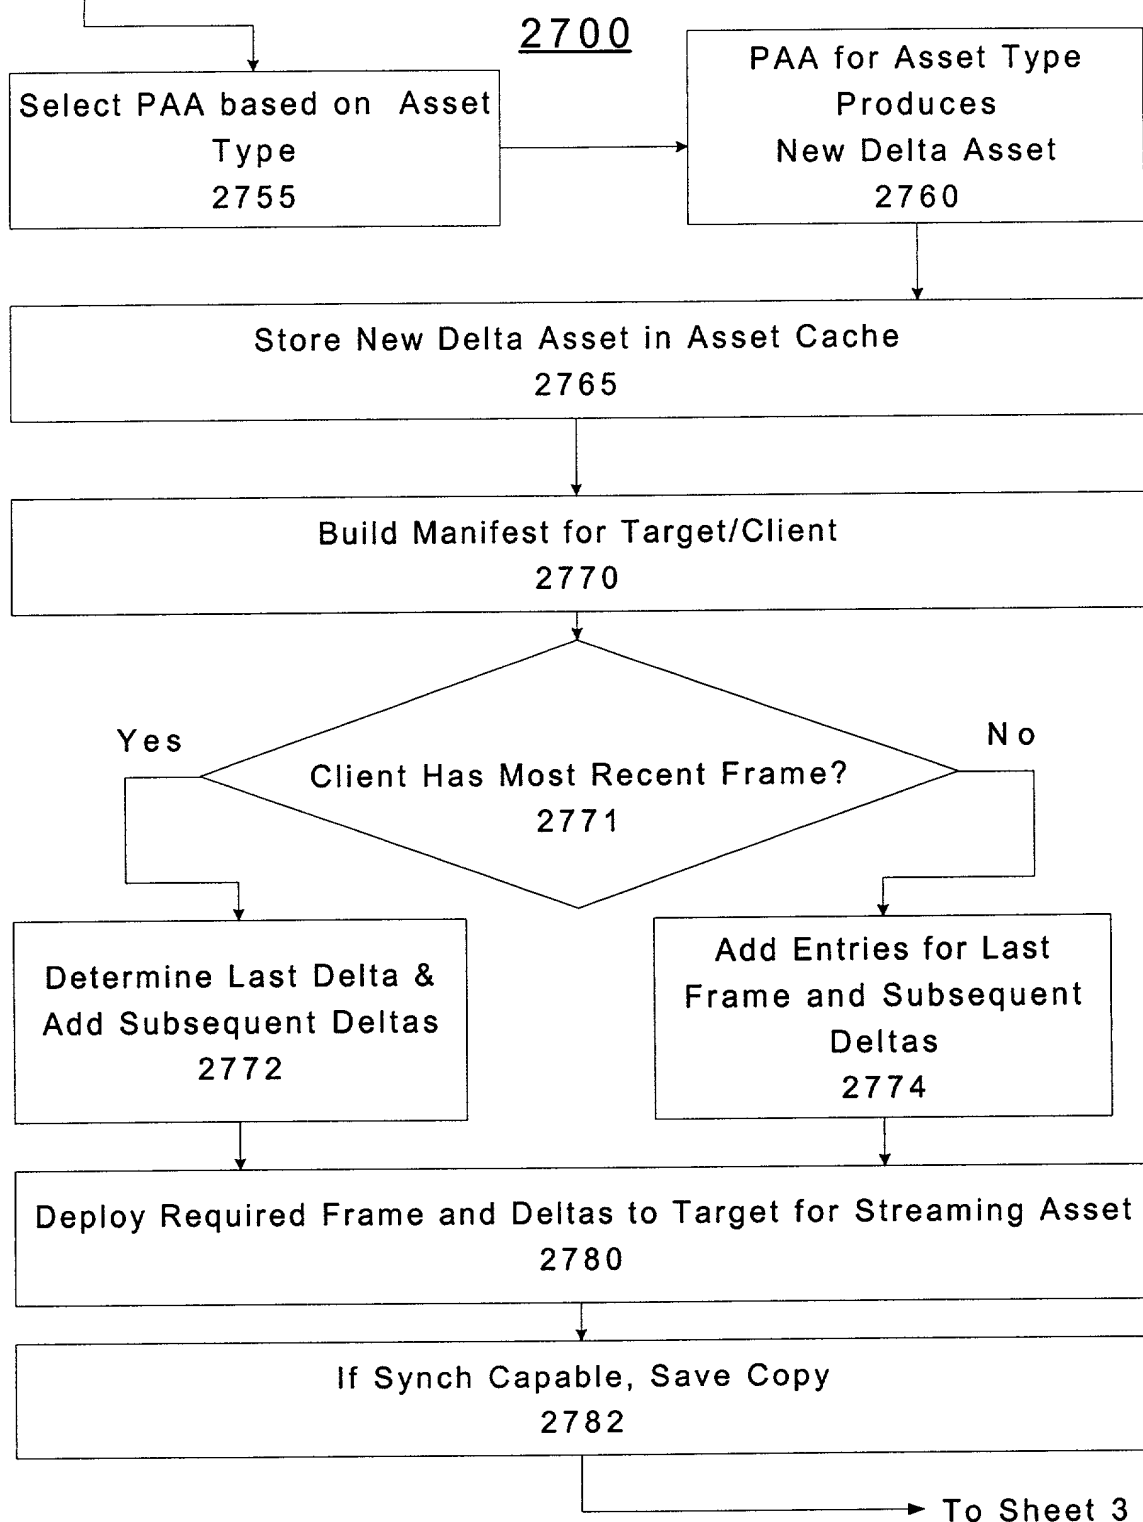 2700
Select PAA based on Asset
Type
2755
PAA for Asset Type
Produces
New Delta Asset
2760
Store New Delta Asset in Asset Cache
2765
Build Manifest for Target/Client
2770
Yes
No
Client Has Most Recent Frame?
2771
Determine Last Delta &
Add Subsequent Deltas
2772
Add Entries for Last
Frame and Subsequent
Deltas
2774
Deploy Required Frame and Deltas to Target for Streaming Asset
2780
If Synch Capable, Save Copy
2782
To Sheet 3